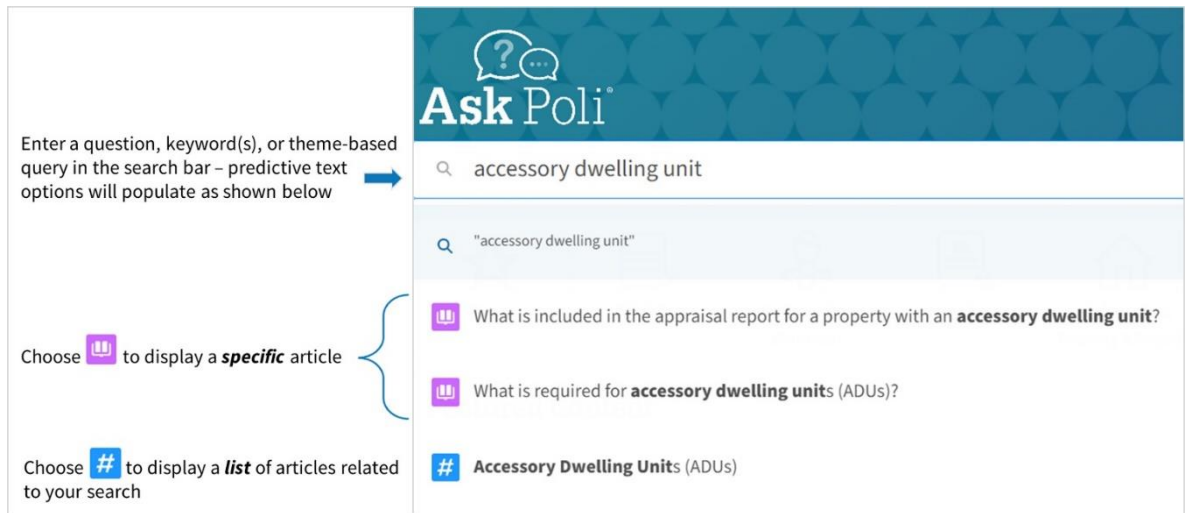 Ask Poli®
Enter a question, keyword(s), or theme-based
query in the search bar – predictive text
options will populate as shown below
accessory dwelling unit
"accessory dwelling unit"
What is included in the appraisal report for a property with an accessory dwelling unit?
Choose to display a specific article
What is required for accessory dwelling units (ADUs)?
Choose # to display a list of articles related
to your search
# Accessory Dwelling Units (ADUs)